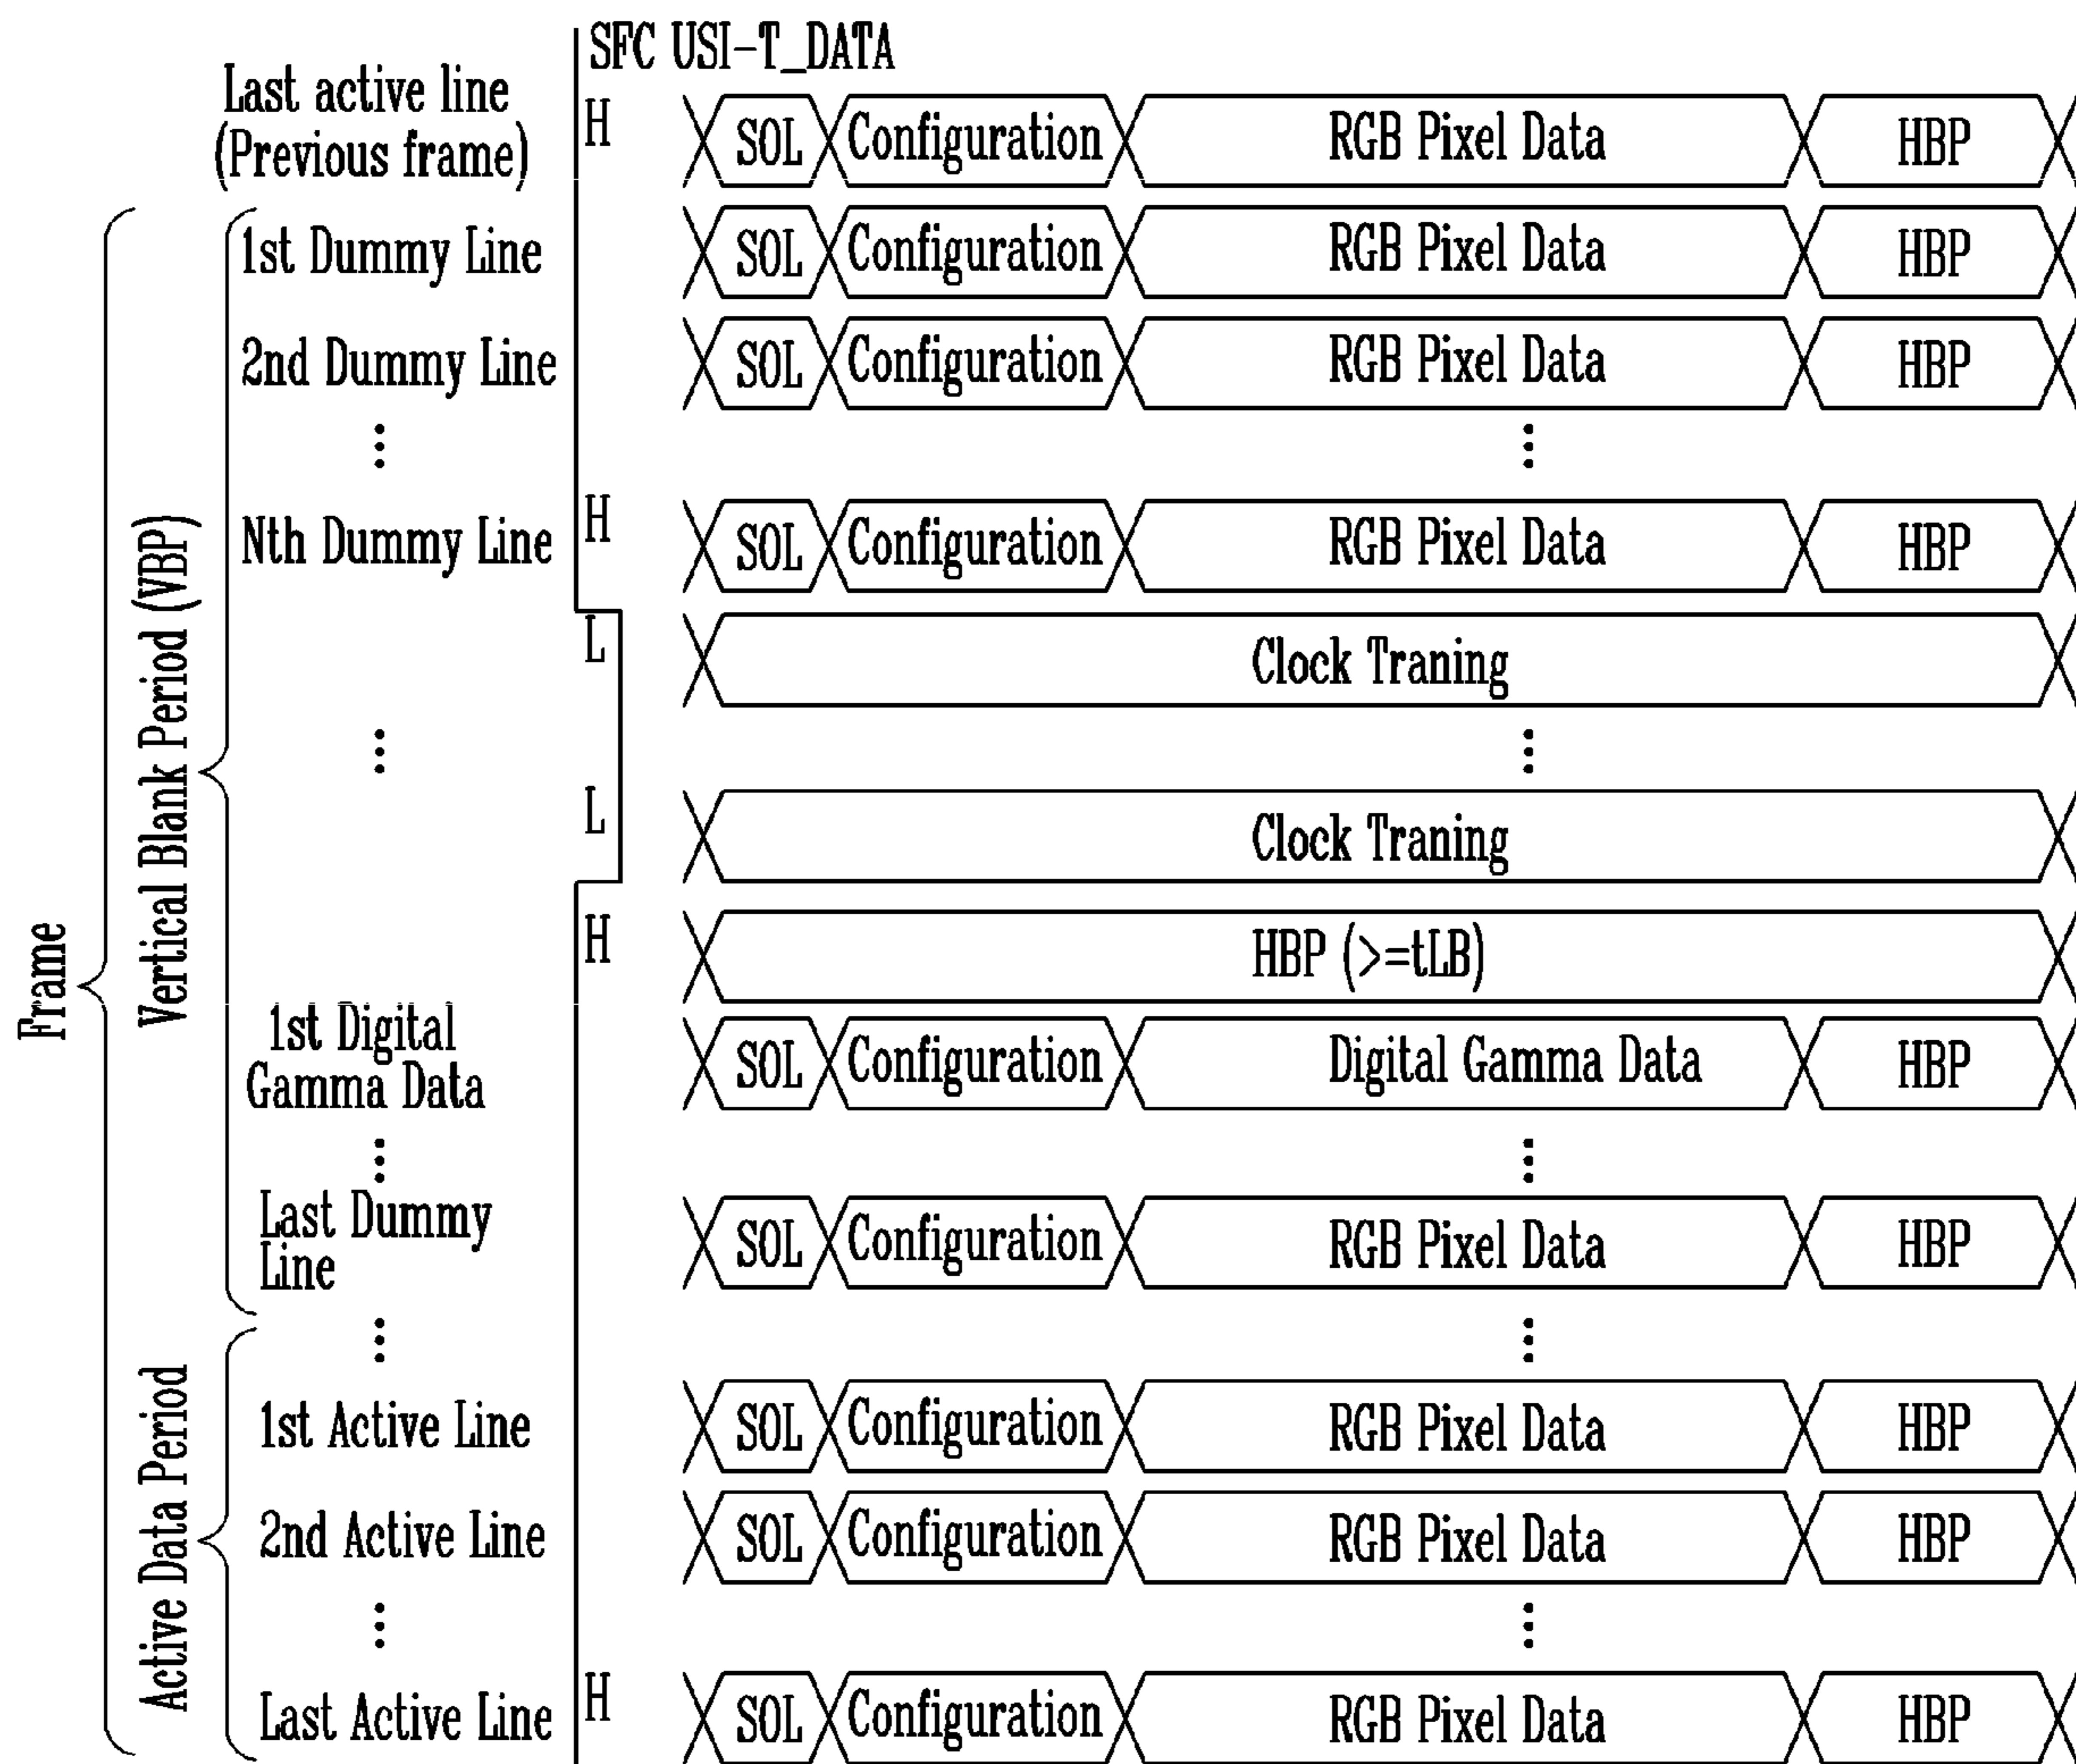 SFC USI-T_DATA
Last active line
(Previous frame)
H
SOL Configuration RGB Pixel Data HBP
1st Dummy Line
SOL Configuration RGB Pixel Data HBP
2nd Dummy Line
SOL Configuration RGB Pixel Data HBP
Nth Dummy Line
H
SOL Configuration RGB Pixel Data HBP
L
Clock Traning
L
Clock Traning
H
HBP (>=tLB)
1st Digital
Gamma Data
SOL Configuration Digital Gamma Data HBP
Last Dummy
Line
SOL Configuration RGB Pixel Data HBP
1st Active Line
SOL Configuration RGB Pixel Data HBP
2nd Active Line
SOL Configuration RGB Pixel Data HBP
Last Active Line
H
SOL Configuration RGB Pixel Data HBP
Frame
Vertical Blank Period (VBP)
Active Data Period